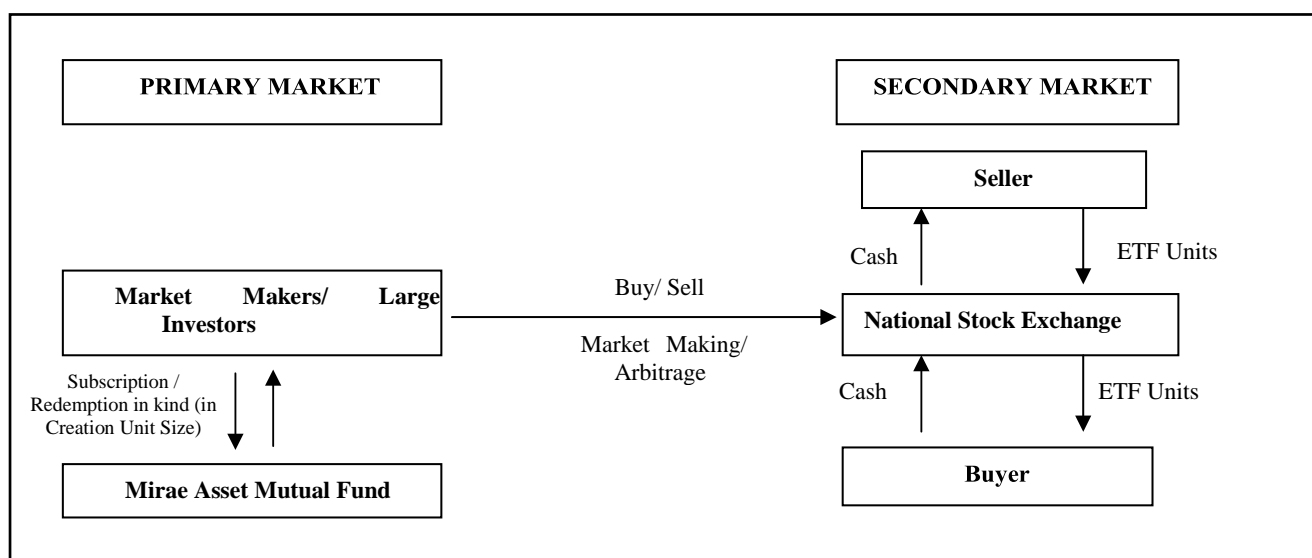 PRIMARY MARKET
SECONDARY MARKET
Seller
Cash
ETF Units
Market Makers/ Large
Investors
Buy/ Sell
National Stock Exchange
Market Making/
Arbitrage
Subscription /
Redemption in kind (in
Creation Unit Size)
Cash
ETF Units
Mirae Asset Mutual Fund
Buyer